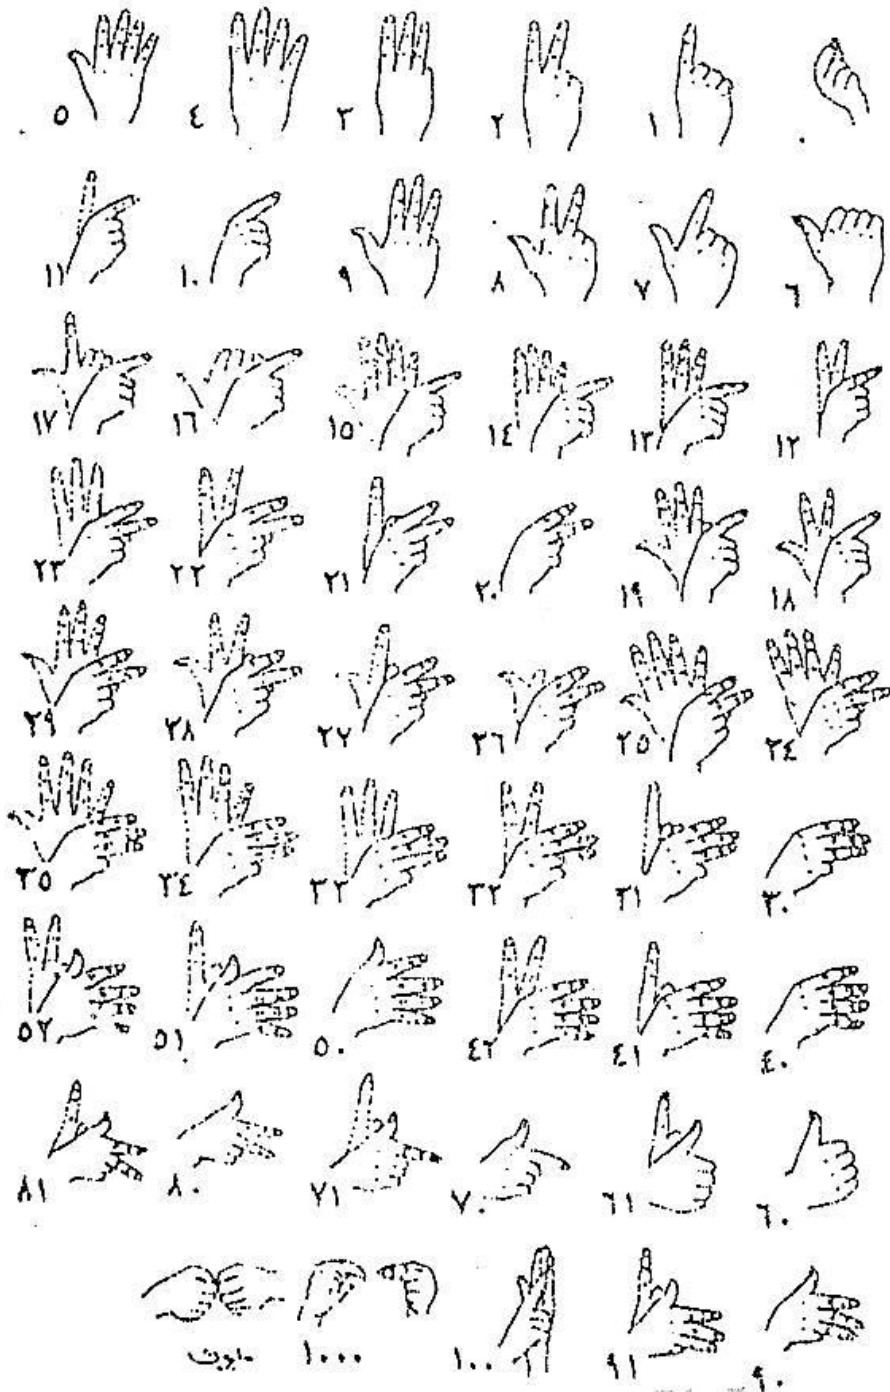 ٠ ١ ٢ ٣ ٤ ٥
٦ ٧ ٨ ٩ ١٠ ١١
١٢ ١٣ ١٤ ١٥ ١٦ ١٧
١٨ ١٩ ٢٠ ٢١ ٢٢ ٢٣
٢٤ ٢٥ ٢٦ ٢٧ ٢٨ ٢٩
٣٠ ٣١ ٣٢ ٣٣ ٣٤ ٣٥
٤٠ ٤١ ٤٢ ٥٠ ٥١ ٥٢
٦٠ ٦١ ٧٠ ٧١ ٨٠ ٨١
٩٠ ٩١ ١٠٠ ١٠٠٠ مليون